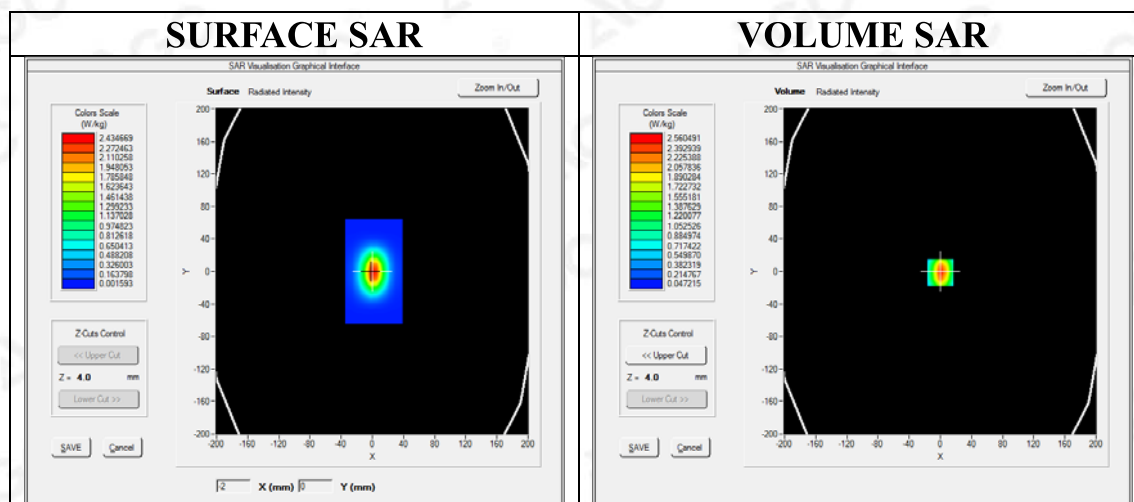 SURFACE SAR
VOLUME SAR
SAR Visualisation Graphical Interface
Surface Radiated Intensity
Zoom In/Out
Colors Scale
(W/kg)
2.434669
2.272463
2.110258
1.948053
1.785848
1.623643
1.461438
1.299233
1.137028
0.974823
0.812618
0.650413
0.488208
0.326003
0.163798
0.001593
200
160
120
80
40
0
-40
-80
-120
-160
-200
Y
-200 -160 -120 -80 -40 0 40 80 120 160 200
X
Z-Cuts Control
<< Upper Cut
Z = 4.0 mm
Lower Cut >>
SAVE Cancel
-2 X (mm) 0 Y (mm)
SAR Visualisation Graphical Interface
Volume Radiated Intensity
Zoom In/Out
Colors Scale
(W/kg)
2.560491
2.392939
2.225388
2.057836
1.890284
1.722732
1.555181
1.387629
1.220077
1.052526
0.884974
0.717422
0.549870
0.382319
0.214767
0.047215
200
160
120
80
40
0
-40
-80
-120
-160
-200
Y
-200 -160 -120 -80 -40 0 40 80 120 160 200
X
Z-Cuts Control
<< Upper Cut
Z = 4.0 mm
Lower Cut >>
SAVE Cancel